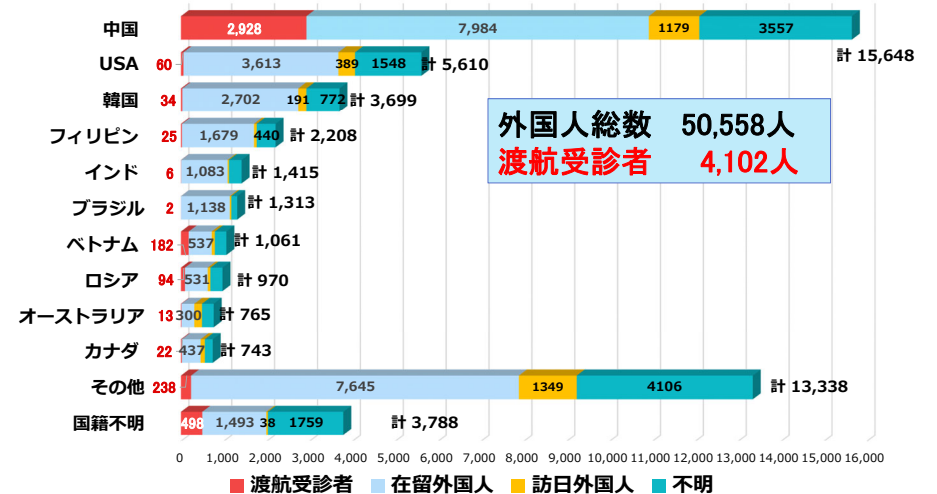 中国 2,928 7,984 1179 3557 計 15,648
USA 60 3,613 389 1548 計 5,610
韓国 34 2,702 191 772 計 3,699
フィリピン 25 1,679 440 計 2,208
インド 6 1,083 計 1,415
ブラジル 2 1,138 計 1,313
ベトナム 182 537 計 1,061
ロシア 94 531 計 970
オーストラリア 13 300 計 765
カナダ 22 437 計 743
その他 238 7,645 1349 4106 計 13,338
国籍不明 498 1,493 38 1759 計 3,788
外国人総数 50,558人
渡航受診者 4,102人
0 1,000 2,000 3,000 4,000 5,000 6,000 7,000 8,000 9,000 10,000 11,000 12,000 13,000 14,000 15,000 16,000
渡航受診者 在留外国人 訪日外国人 不明